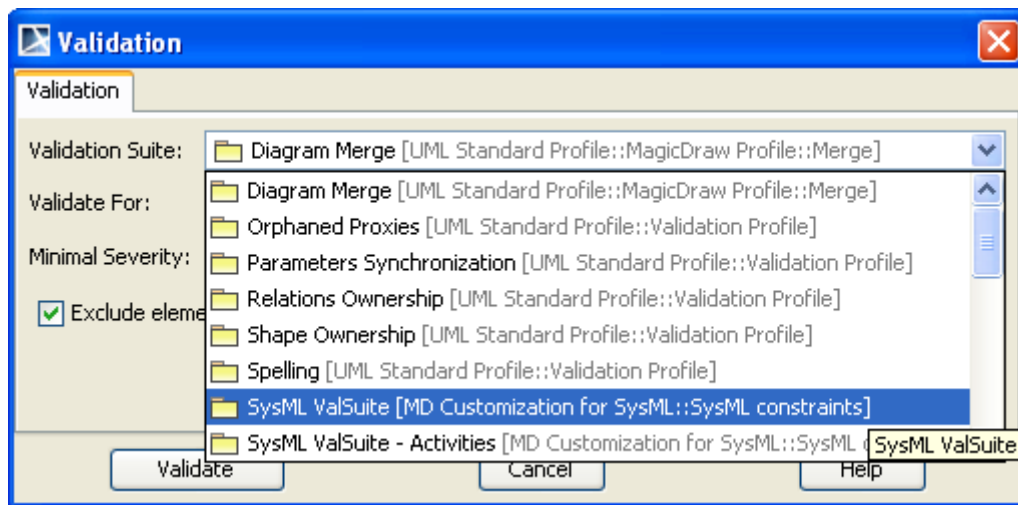 Validation
Validation
Validation Suite: Diagram Merge [UML Standard Profile::MagicDraw Profile::Merge]
Diagram Merge [UML Standard Profile::MagicDraw Profile::Merge]
Validate For:
Orphaned Proxies [UML Standard Profile::Validation Profile]
Minimal Severity:
Parameters Synchronization [UML Standard Profile::Validation Profile]
Relations Ownership [UML Standard Profile::Validation Profile]
Exclude eleme
Shape Ownership [UML Standard Profile::Validation Profile]
Spelling [UML Standard Profile::Validation Profile]
SysML ValSuite [MD Customization for SysML::SysML constraints]
SysML ValSuite - Activities [MD Customization for SysML::SysML
SysML ValSuite
Validate Cancel Help